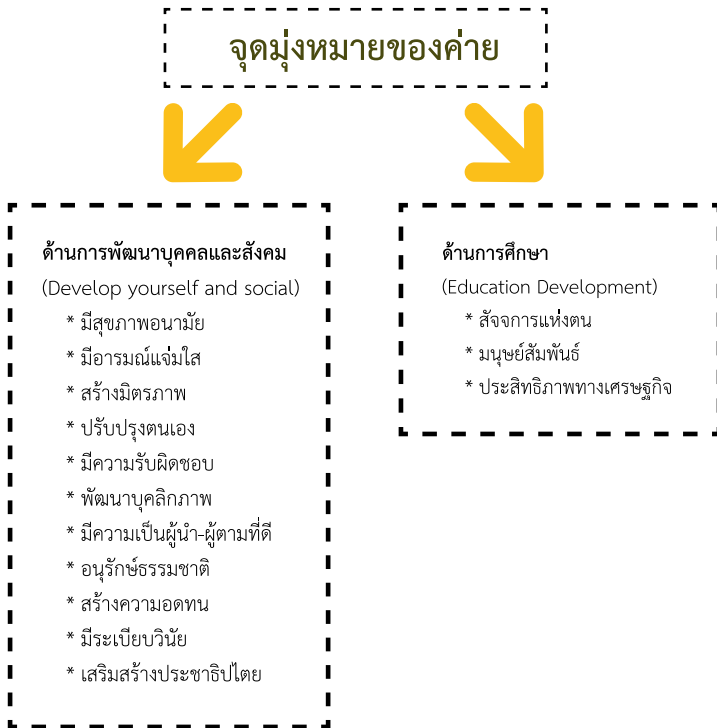 จุดมุ่งหมายของค่าย
ด้านการพัฒนาบุคคลและสังคม
(Develop yourself and social)
* มีสุขภาพอนามัย
* มีอารมณ์แจ่มใส
* สร้างมิตรภาพ
* ปรับปรุงตนเอง
* มีความรับผิดชอบ
* พัฒนาบุคลิกภาพ
* มีความเป็นผู้นำ-ผู้ตามที่ดี
* อนุรักษ์ธรรมชาติ
* สร้างความอดทน
* มีระเบียบวินัย
* เสริมสร้างประชาธิปไตย
ด้านการศึกษา
(Education Development)
* สัจจการแห่งตน
* มนุษย์สัมพันธ์
* ประสิทธิภาพทางเศรษฐกิจ